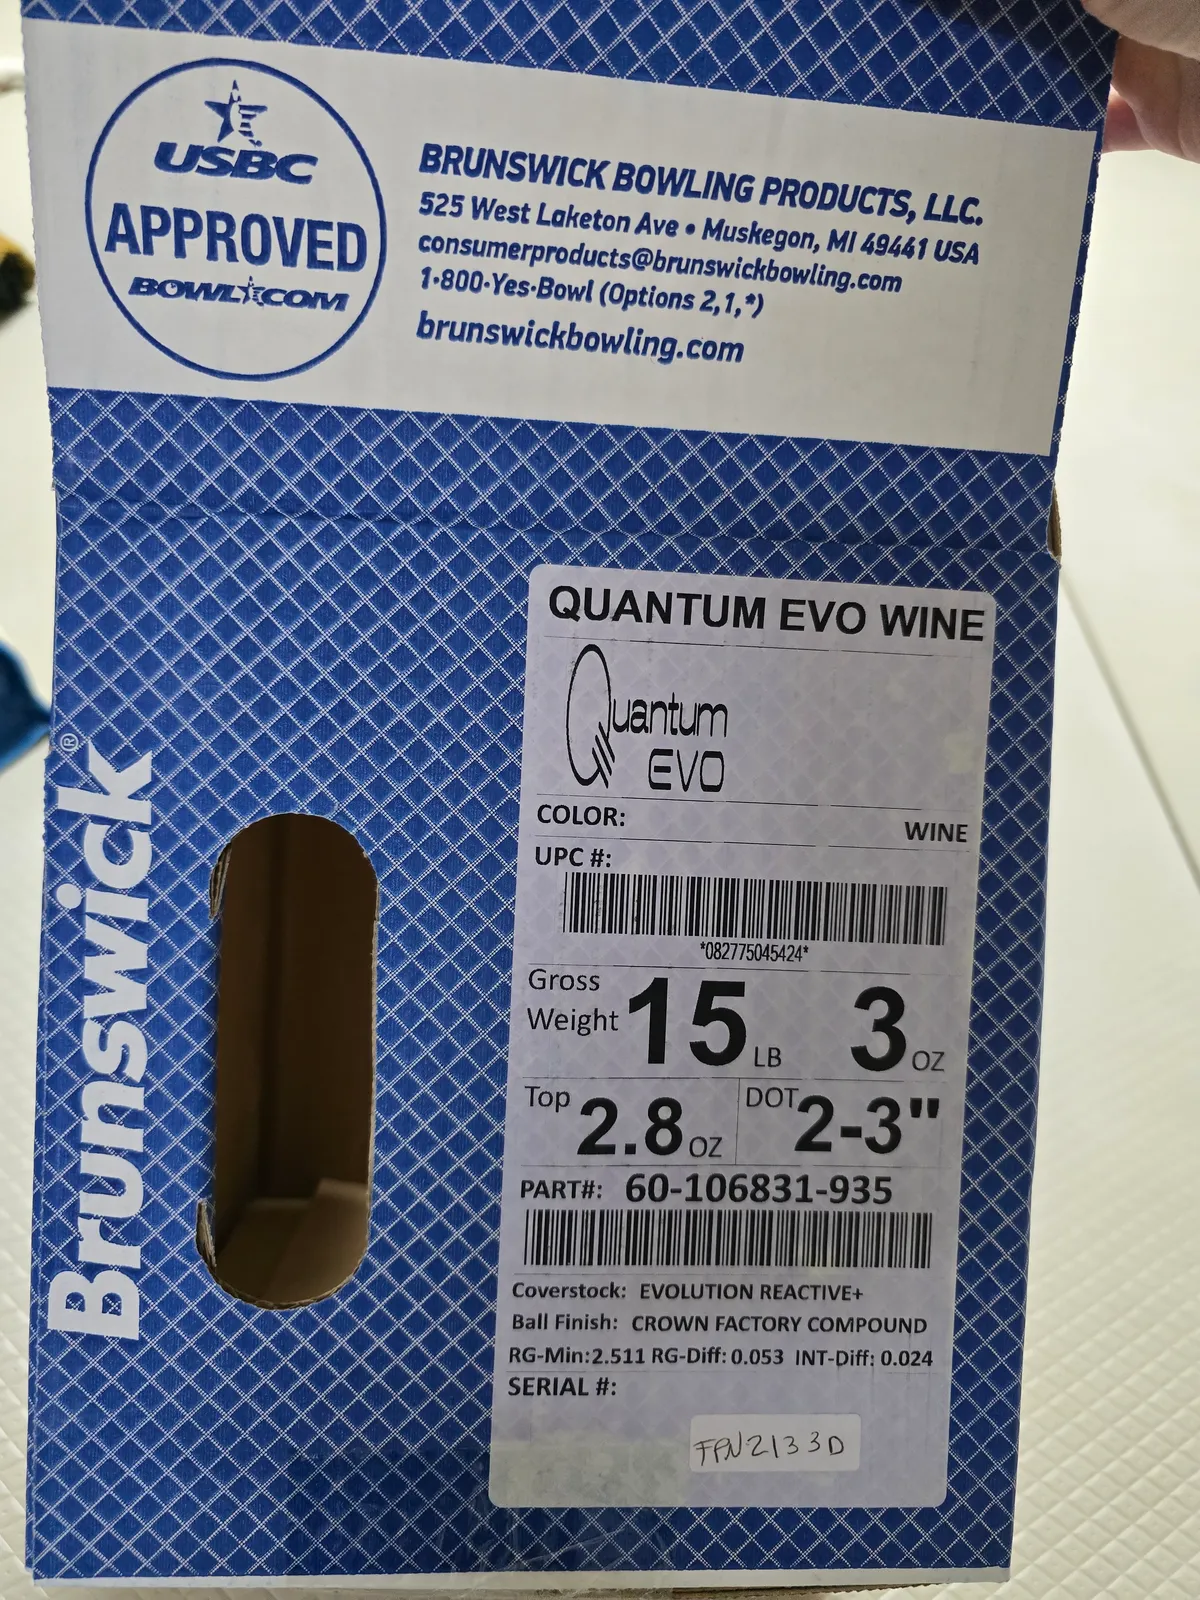 USBC
APPROVED
BOWL.COM
BRUNSWICK BOWLING PRODUCTS, LLC.
525 West Laketon Ave • Muskegon, MI 49441 USA
consumerproducts@brunswickbowling.com
1-800-Yes-Bowl (Options 2,1,*)
brunswickbowling.com
Brunswick®
QUANTUM EVO WINE
Quantum
EVO
COLOR: WINE
UPC #:
*082775045424*
Gross Weight 15 LB 3 OZ
Top 2.8 OZ DOT 2-3"
PART#: 60-106831-935
Coverstock: EVOLUTION REACTIVE+
Ball Finish: CROWN FACTORY COMPOUND
RG-Min:2.511 RG-Diff: 0.053 INT-Diff: 0.024
SERIAL #:
FPN2133D